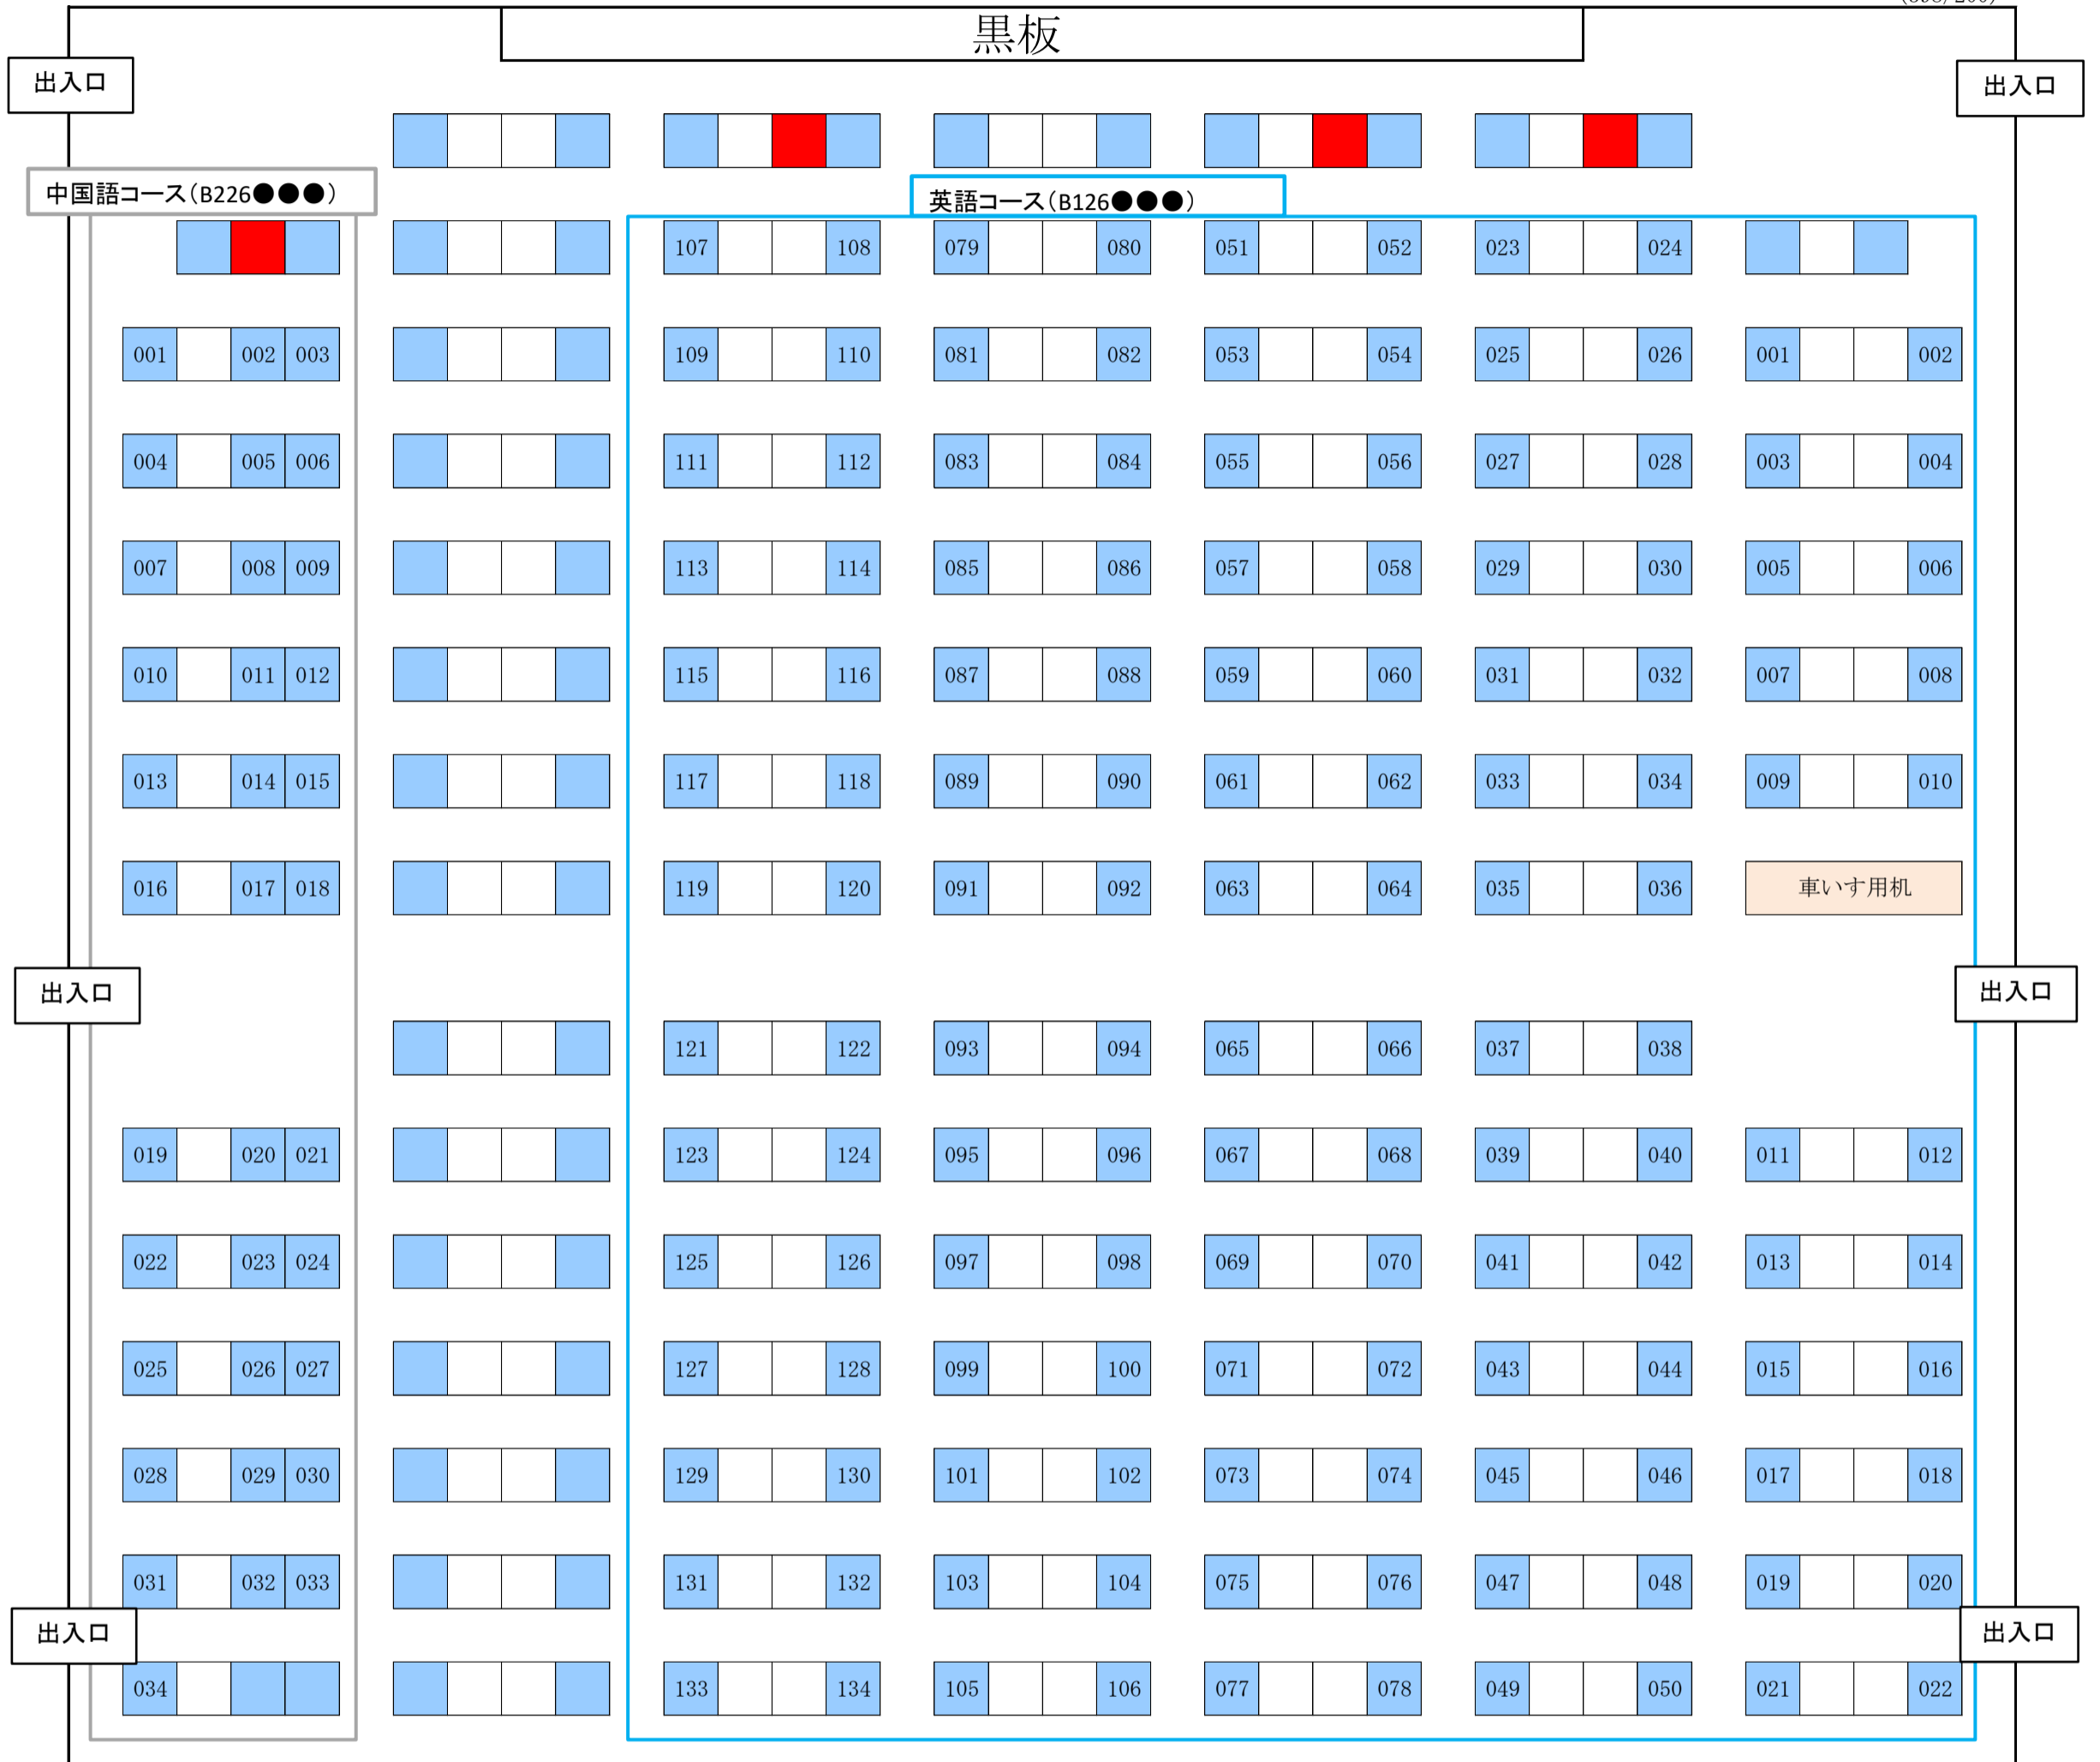 黒板
出入口 出入口
中国語コース(B226●●●) 英語コース(B126●●●)
107 108 079 080 051 052 023 024
001 002 003 109 110 081 082 053 054 025 026 001 002
004 005 006 111 112 083 084 055 056 027 028 003 004
007 008 009 113 114 085 086 057 058 029 030 005 006
010 011 012 115 116 087 088 059 060 031 032 007 008
013 014 015 117 118 089 090 061 062 033 034 009 010
016 017 018 119 120 091 092 063 064 035 036 車いす用机
出入口 出入口
121 122 093 094 065 066 037 038
019 020 021 123 124 095 096 067 068 039 040 011 012
022 023 024 125 126 097 098 069 070 041 042 013 014
025 026 027 127 128 099 100 071 072 043 044 015 016
028 029 030 129 130 101 102 073 074 045 046 017 018
031 032 033 131 132 103 104 075 076 047 048 019 020
出入口 出入口
034 133 134 105 106 077 078 049 050 021 022